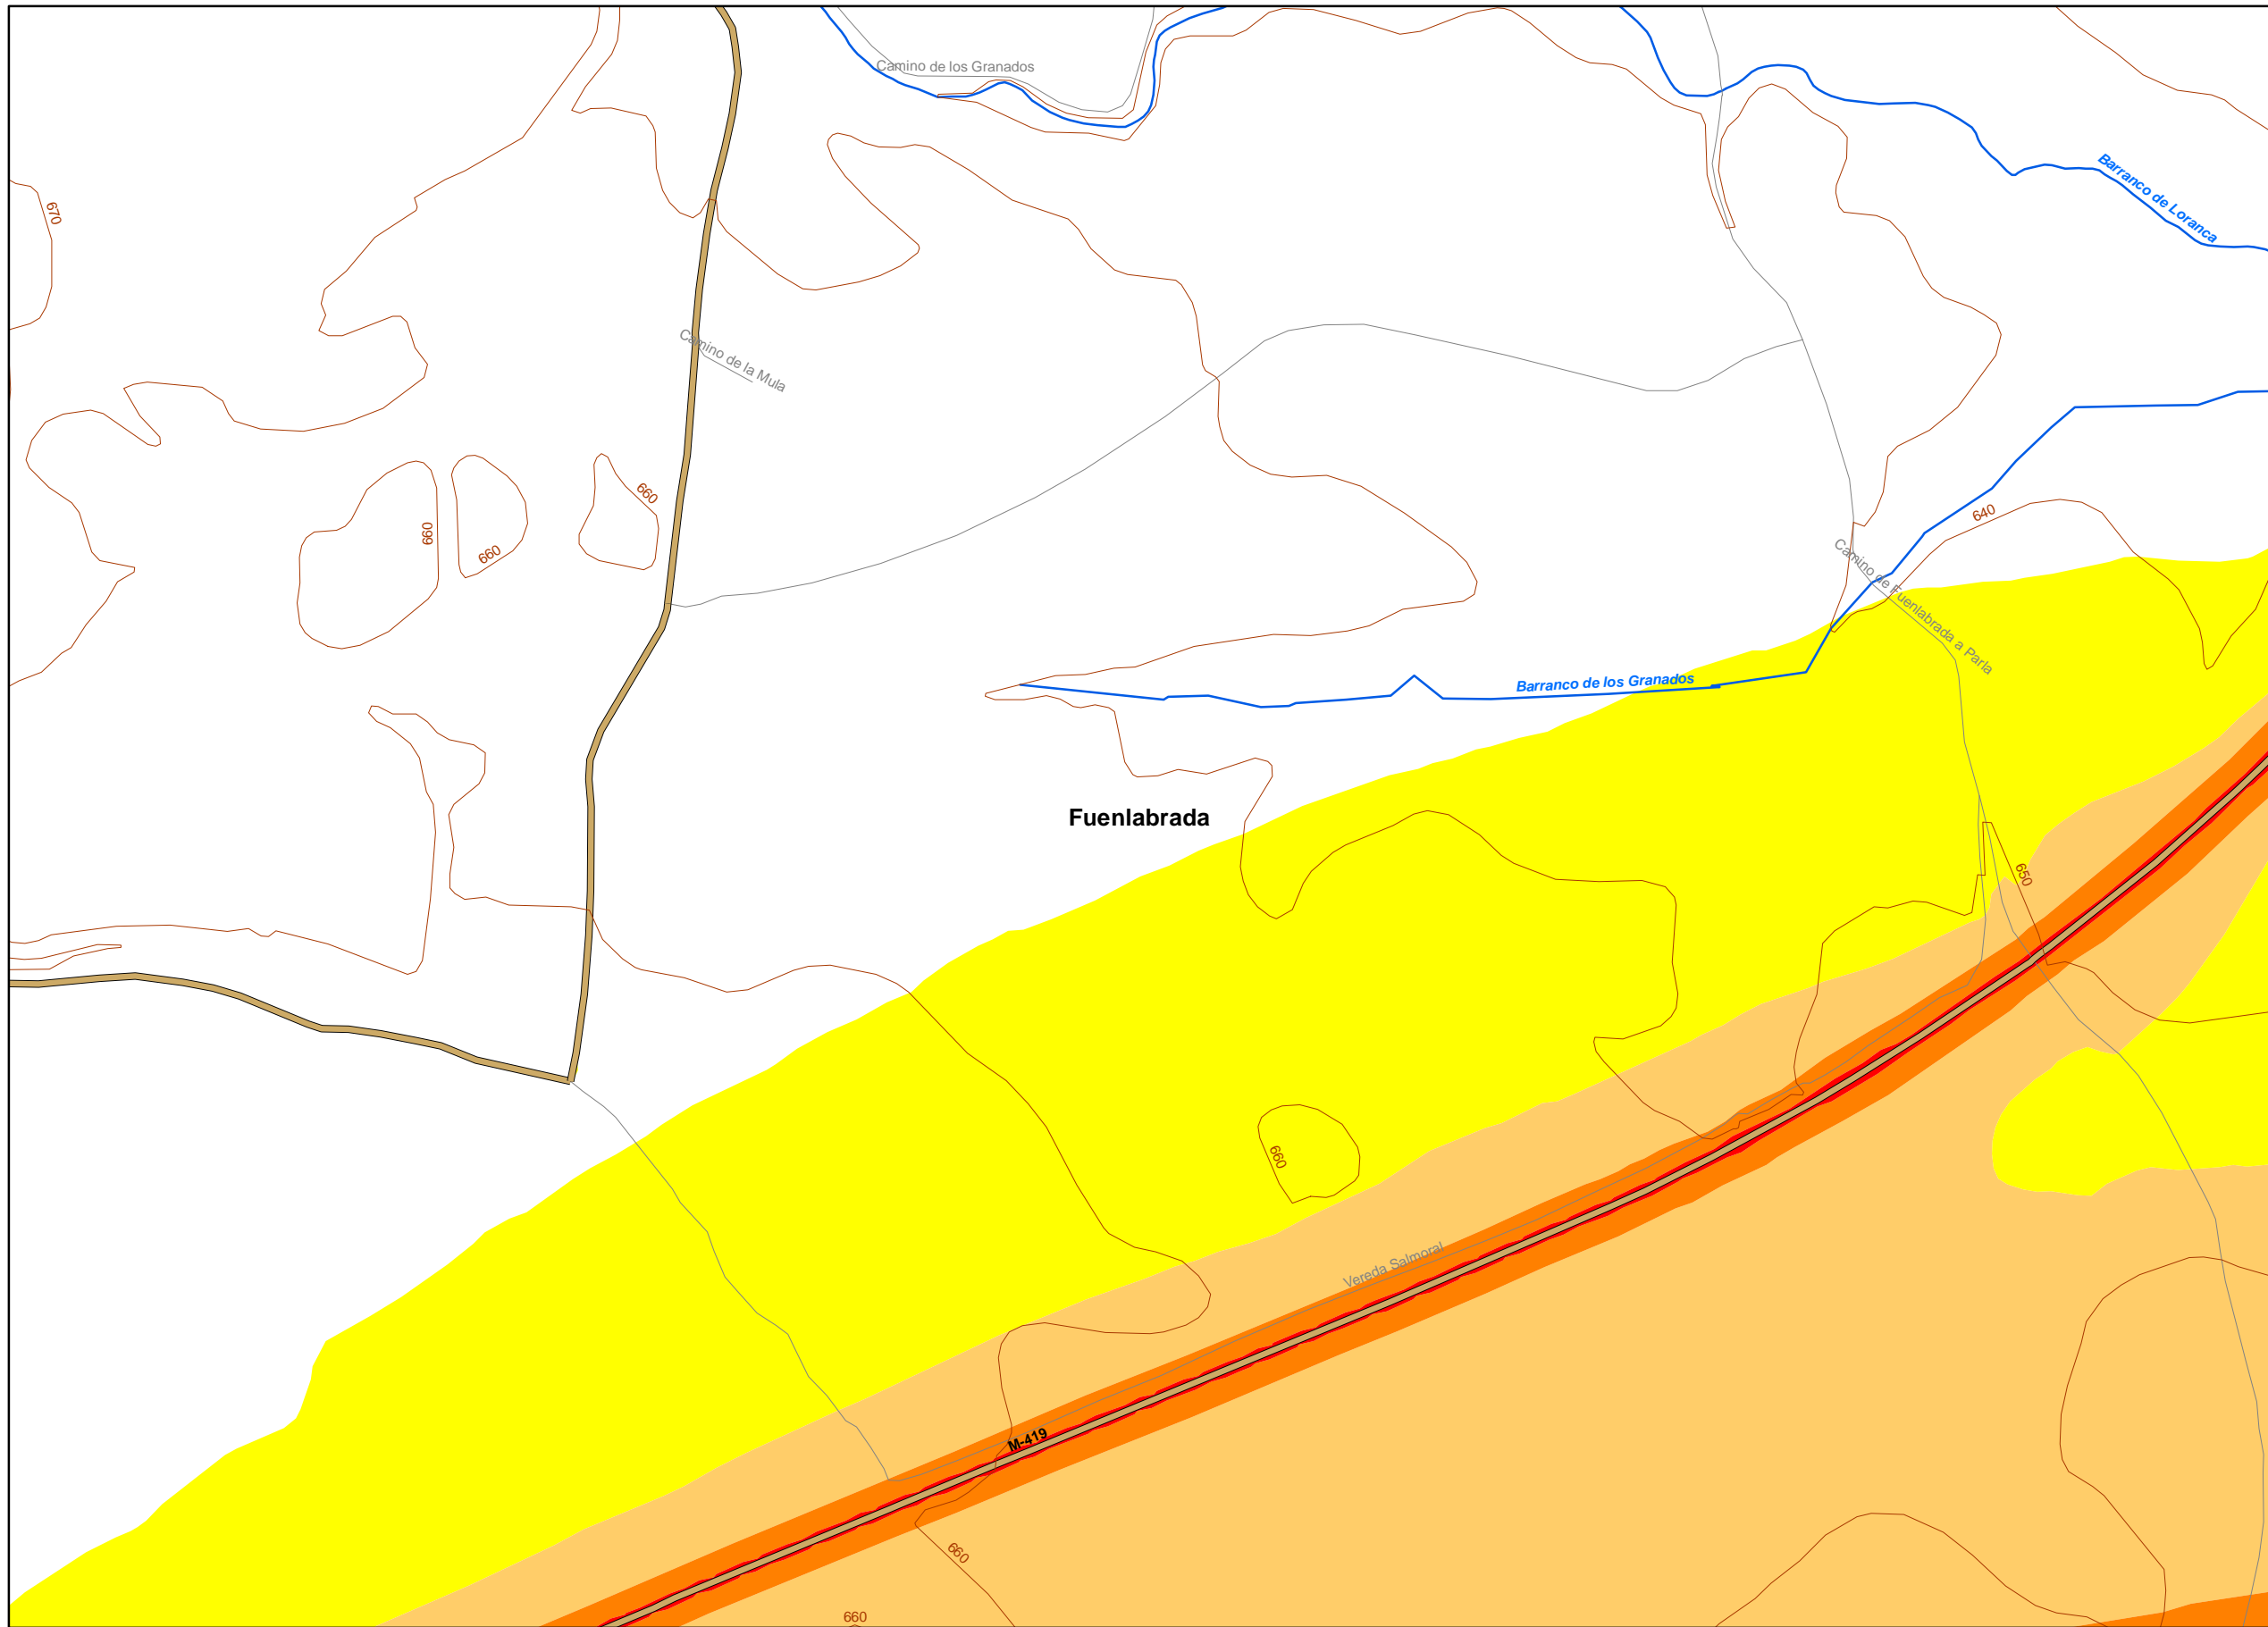 Camino de los Granados
Barranco de Loranca
670
Camino de la Mula
660
660
660
640
Camino de Fuenlabrada a Parla
Barranco de los Granados
Fuenlabrada
650
660
Vereda Salmoral
M-419
660
660